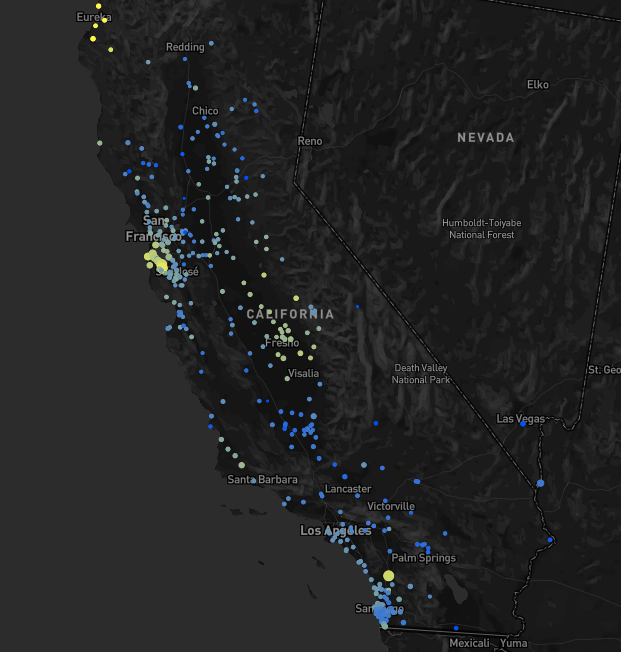 Eureka
Redding
Elko
Chico
Reno
NEVADA
San
Francisco
Humboldt-Toiyabe
National Forest
San José
CALIFORNIA
Fresno
Visalia
Death Valley
National Park
St. Geo
Las Vegas
Santa Barbara
Lancaster
Victorville
Los Angeles
Palm Springs
San Diego
Mexicali
Yuma